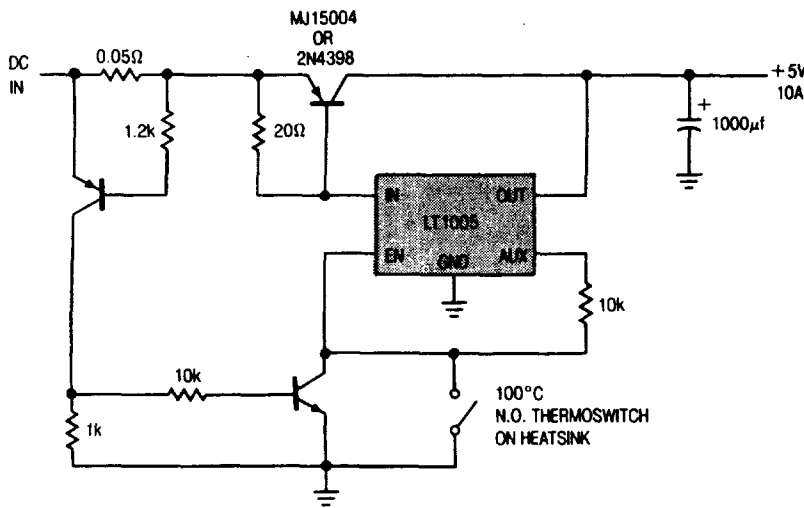 MJ15004
OR
2N4398
DC
IN
0.05Ω
1.2k
20Ω
+5V
10A
+
1000µf
IN
OUT
LT1005
EN
GND
AUX
10k
10k
1k
100°C
N.O. THERMOSWITCH
ON HEATSINK